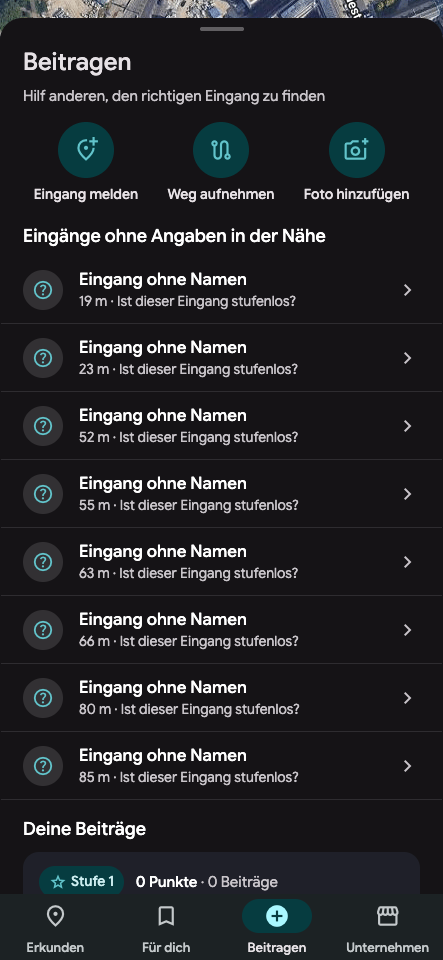 Beitragen
Hilf anderen, den richtigen Eingang zu finden
Eingang melden
Weg aufnehmen
Foto hinzufügen
Eingänge ohne Angaben in der Nähe
Eingang ohne Namen
19 m · Ist dieser Eingang stufenlos?
Eingang ohne Namen
23 m · Ist dieser Eingang stufenlos?
Eingang ohne Namen
52 m · Ist dieser Eingang stufenlos?
Eingang ohne Namen
55 m · Ist dieser Eingang stufenlos?
Eingang ohne Namen
63 m · Ist dieser Eingang stufenlos?
Eingang ohne Namen
66 m · Ist dieser Eingang stufenlos?
Eingang ohne Namen
80 m · Ist dieser Eingang stufenlos?
Eingang ohne Namen
85 m · Ist dieser Eingang stufenlos?
Deine Beiträge
Stufe 1 0 Punkte · 0 Beiträge
Erkunden
Für dich
Beitragen
Unternehmen